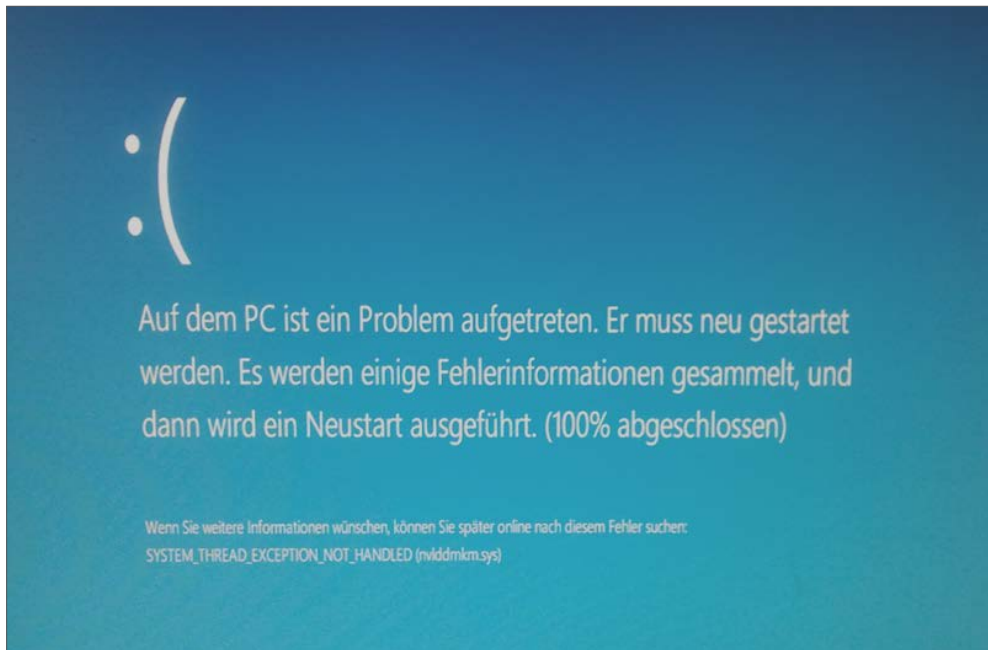 :(
Auf dem PC ist ein Problem aufgetreten. Er muss neu gestartet
werden. Es werden einige Fehlerinformationen gesammelt, und
dann wird ein Neustart ausgeführt. (100% abgeschlossen)
Wenn Sie weitere Informationen wünschen, können Sie später online nach diesem Fehler suchen:
SYSTEM_THREAD_EXCEPTION_NOT_HANDLED (nvlddmkm.sys)